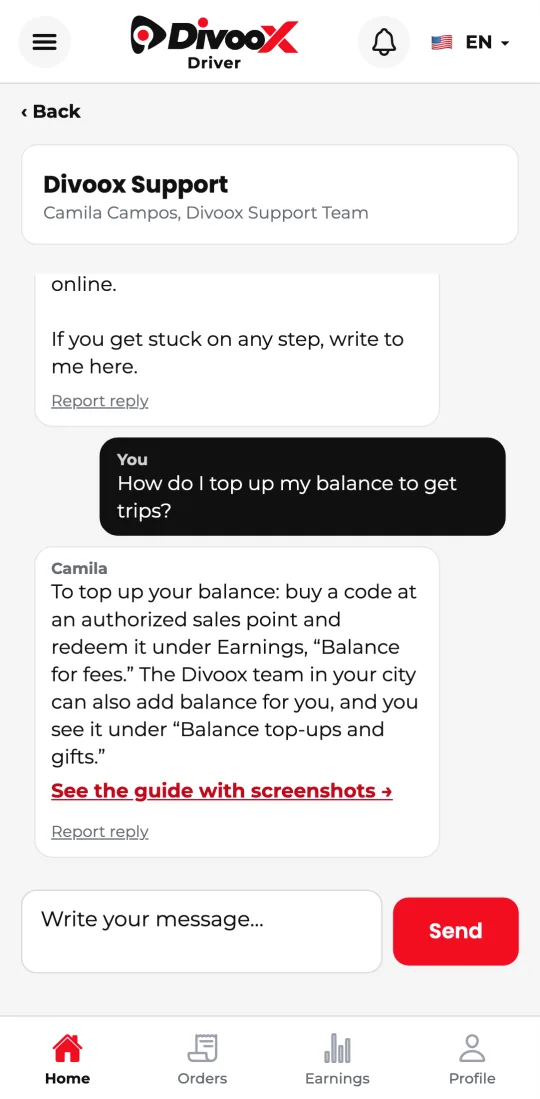 DivooX
Driver
EN
‹ Back
Divoox Support
Camila Campos, Divoox Support Team
online.
If you get stuck on any step, write to
me here.
Report reply
You
How do I top up my balance to get
trips?
Camila
To top up your balance: buy a code at
an authorized sales point and
redeem it under Earnings, “Balance
for fees.” The Divoox team in your city
can also add balance for you, and you
see it under “Balance top-ups and
gifts.”
See the guide with screenshots →
Report reply
Write your message...
Send
Home
Orders
Earnings
Profile